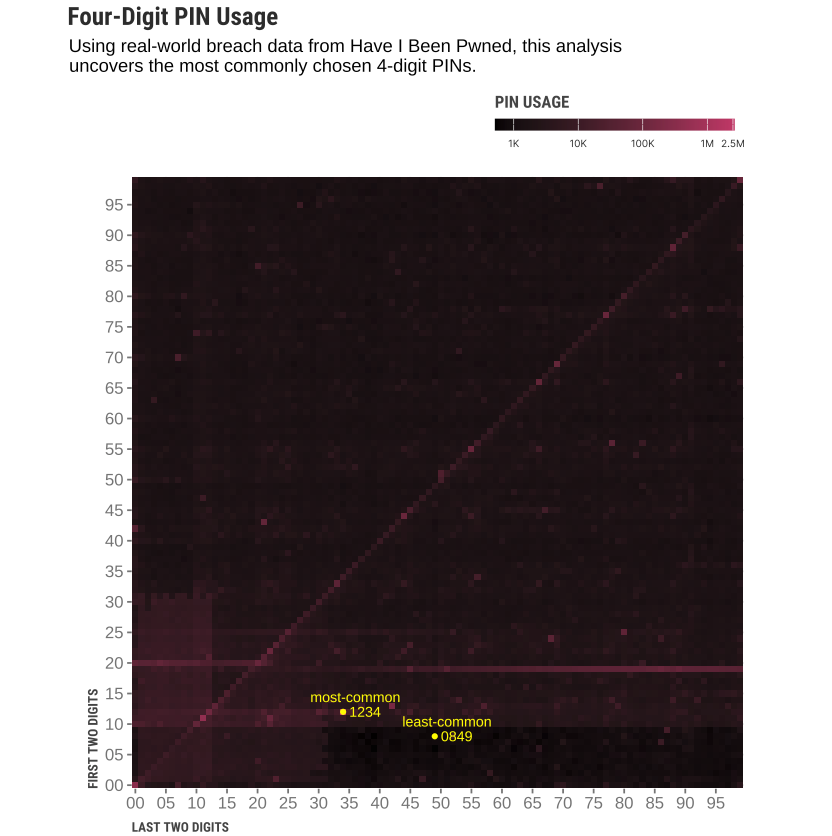 Four-Digit PIN Usage
Using real-world breach data from Have I Been Pwned, this analysis
uncovers the most commonly chosen 4-digit PINs.
PIN USAGE
1K 10K 100K 1M 2.5M
95
90
85
80
75
70
65
60
55
50
45
40
35
30
25
20
15
10
05
00
FIRST TWO DIGITS
most-common
1234
least-common
0849
00 05 10 15 20 25 30 35 40 45 50 55 60 65 70 75 80 85 90 95
LAST TWO DIGITS